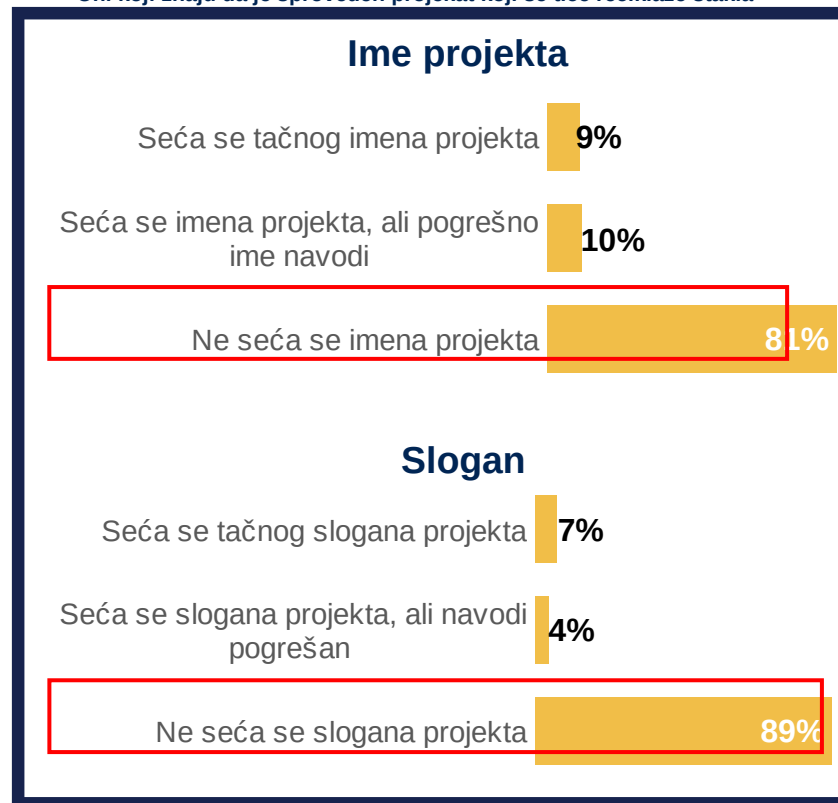 Ime projekta
Seća se tačnog imena projekta
9%
Seća se imena projekta, ali pogrešno
ime navodi
10%
Ne seća se imena projekta
81%
Slogan
Seća se tačnog slogana projekta
7%
Seća se slogana projekta, ali navodi
pogrešan
4%
Ne seća se slogana projekta
89%